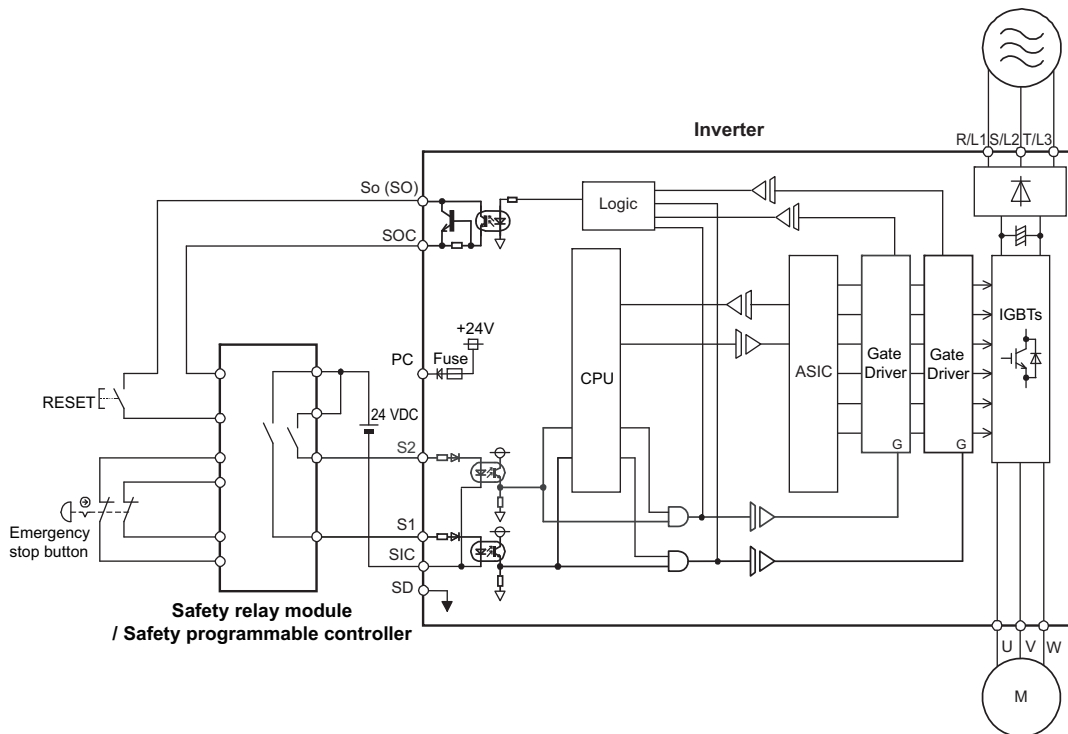 Inverter
R/L1 S/L2 T/L3
So (SO)
SOC
Logic
+24V
PC
Fuse
CPU
ASIC
Gate
Driver
G
Gate
Driver
G
IGBTs
RESET
24 VDC
S2
S1
SIC
SD
Emergency
stop button
Safety relay module
/ Safety programmable controller
U V W
M